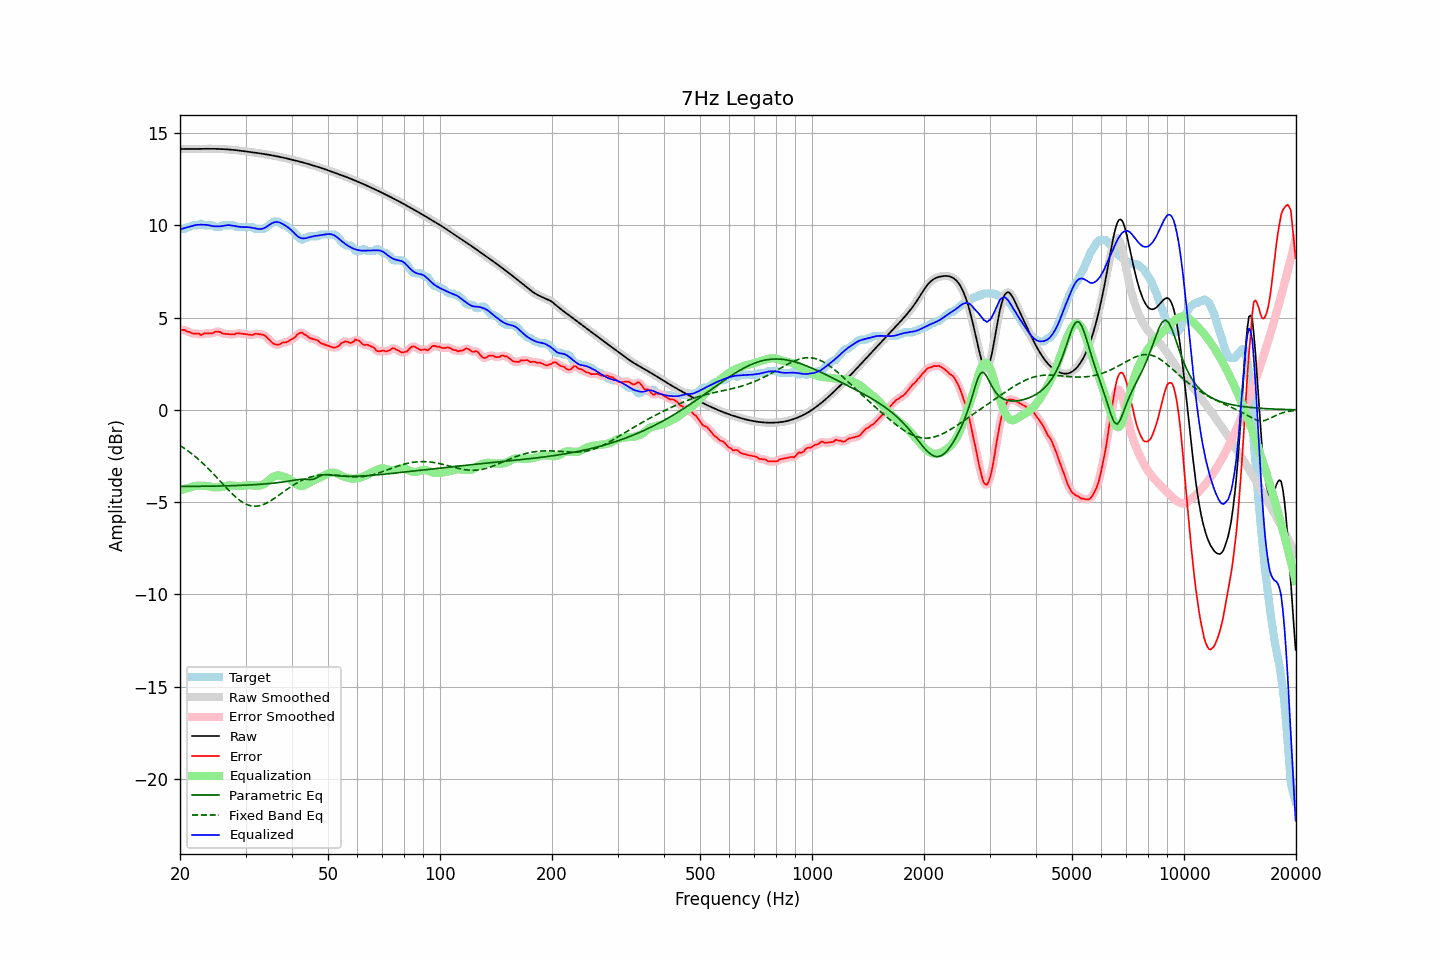 7Hz Legato
15
10
5
0
−5
−10
−15
−20
Amplitude (dBr)
Target
Raw Smoothed
Error Smoothed
Raw
Error
Equalization
Parametric Eq
Fixed Band Eq
Equalized
20 50 100 200 500 1000 2000 5000 10000 20000
Frequency (Hz)